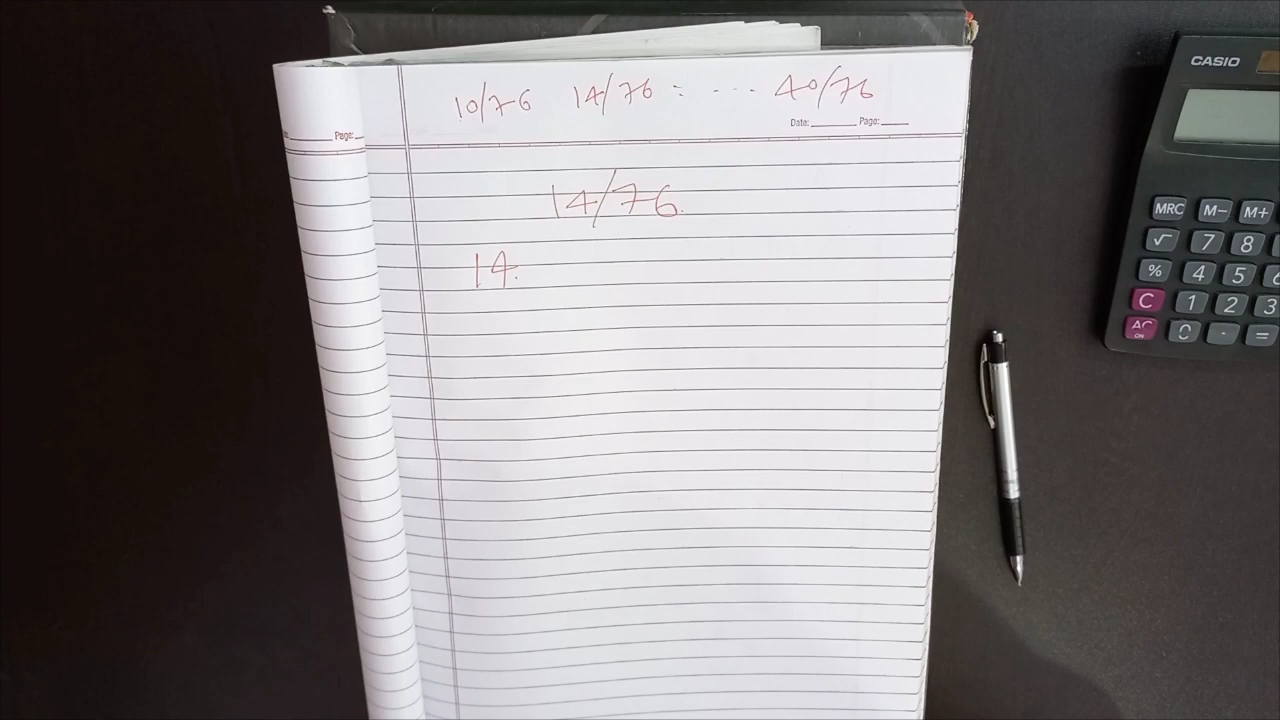 10/76 14/76 : ... 40/76
Date: Page:
Page:
14/76.
14.
CASIO
MRC M- M+
√ 7 8
% 4 5 6
C 1 2 3
AC 0 . =
ON